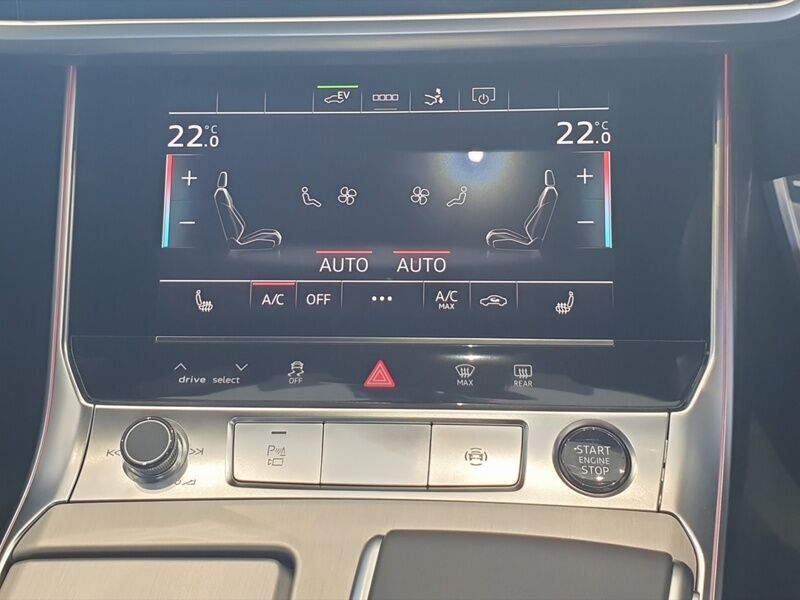 EV
22.0 °C 22.0 °C
+ +
− −
AUTO AUTO
A/C OFF ••• A/C MAX
drive select OFF MAX REAR
P
START
ENGINE
STOP